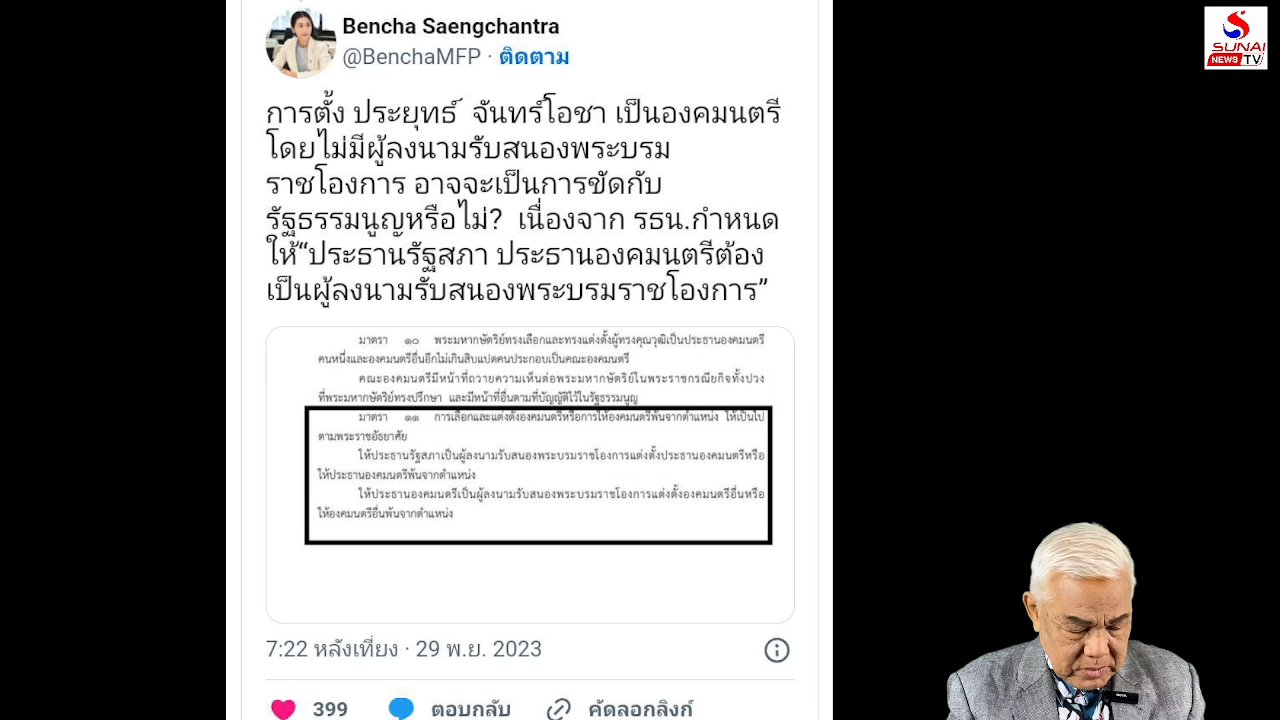 SUNAI
NEWS TV
Bencha Saengchantra
@BenchaMFP · ติดตาม
การตั้ง ประยุทธ์ จันทร์โอชา เป็นองคมนตรี
โดยไม่มีผู้ลงนามรับสนองพระบรม
ราชโองการ อาจจะเป็นการขัดกับ
รัฐธรรมนูญหรือไม่? เนื่องจาก รธน.กำหนด
ให้“ประธานรัฐสภา ประธานองคมนตรีต้อง
เป็นผู้ลงนามรับสนองพระบรมราชโองการ”
มาตรา ๑๐ พระมหากษัตริย์ทรงเลือกและทรงแต่งตั้งผู้ทรงคุณวุฒิเป็นประธานองคมนตรี
คนหนึ่งและองคมนตรีอื่นอีกไม่เกินสิบแปดคนประกอบเป็นคณะองคมนตรี
คณะองคมนตรีมีหน้าที่ถวายความเห็นต่อพระมหากษัตริย์ในพระราชกรณียกิจทั้งปวง
ที่พระมหากษัตริย์ทรงปรึกษา และมีหน้าที่อื่นตามที่บัญญัติไว้ในรัฐธรรมนูญ
มาตรา ๑๑ การเลือกและแต่งตั้งองคมนตรีหรือการให้องคมนตรีพ้นจากตำแหน่ง ให้เป็นไป
ตามพระราชอัธยาศัย
ให้ประธานรัฐสภาเป็นผู้ลงนามรับสนองพระบรมราชโองการแต่งตั้งประธานองคมนตรีหรือ
ให้ประธานองคมนตรีพ้นจากตำแหน่ง
ให้ประธานองคมนตรีเป็นผู้ลงนามรับสนองพระบรมราชโองการแต่งตั้งองคมนตรีอื่นหรือ
ให้องคมนตรีอื่นพ้นจากตำแหน่ง
7:22 หลังเที่ยง · 29 พ.ย. 2023
399 ตอบกลับ คัดลอกลิงก์